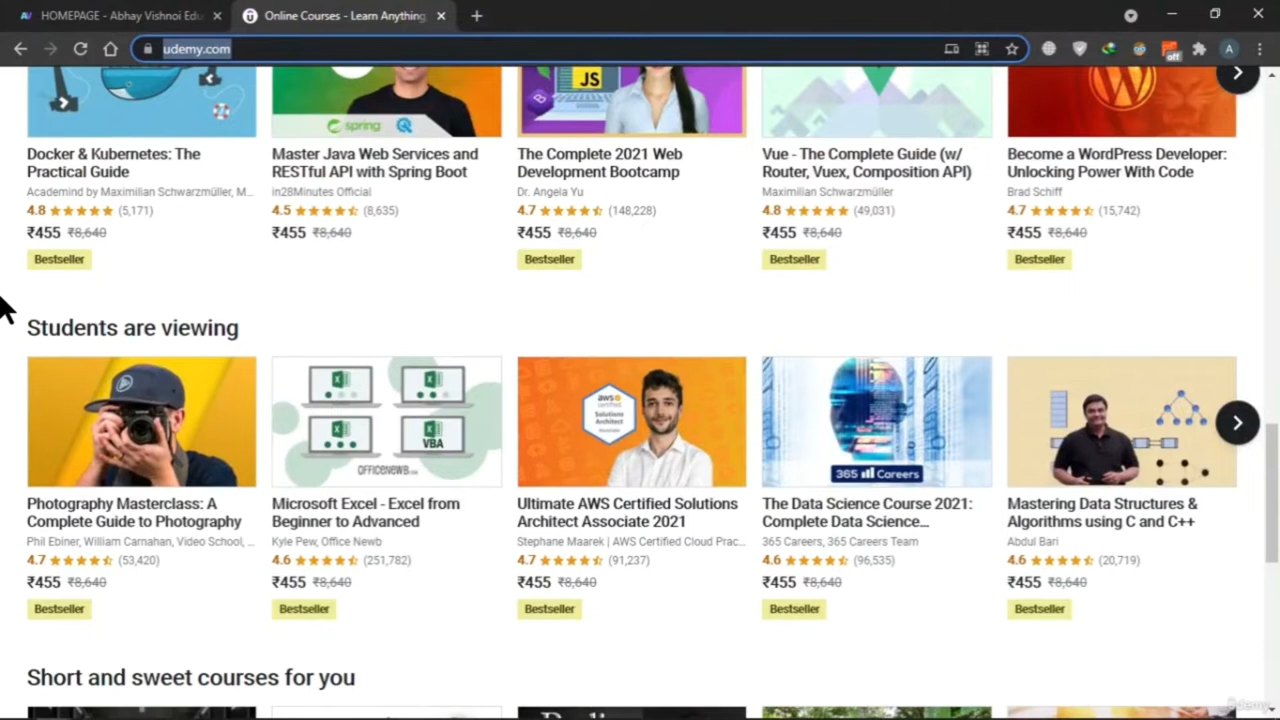 HOMEPAGE - Abhay Vishnoi Edu
Online Courses - Learn Anything,
udemy.com
A
off
spring
JS
Docker & Kubernetes: The
Practical Guide
Academind by Maximilian Schwarzmüller, M...
4.8 (5,171)
₹455 ₹8,640
Bestseller
Master Java Web Services and
RESTful API with Spring Boot
in28Minutes Official
4.5 (8,635)
₹455 ₹8,640
Bestseller
The Complete 2021 Web
Development Bootcamp
Dr. Angela Yu
4.7 (148,228)
₹455 ₹8,640
Bestseller
Vue - The Complete Guide (w/
Router, Vuex, Composition API)
Maximilian Schwarzmüller
4.8 (49,031)
₹455 ₹8,640
Bestseller
Become a WordPress Developer:
Unlocking Power With Code
Brad Schiff
4.7 (15,742)
₹455 ₹8,640
Bestseller
Students are viewing
VBA
OFFICENEWB.COM
aws
certified
Solutions
Architect
365 Careers
Photography Masterclass: A
Complete Guide to Photography
Phil Ebiner, William Carnahan, Video School, ...
4.7 (53,420)
₹455 ₹8,640
Bestseller
Microsoft Excel - Excel from
Beginner to Advanced
Kyle Pew, Office Newb
4.6 (251,782)
₹455 ₹8,640
Bestseller
Ultimate AWS Certified Solutions
Architect Associate 2021
Stephane Maarek | AWS Certified Cloud Prac...
4.7 (91,237)
₹455 ₹8,640
Bestseller
The Data Science Course 2021:
Complete Data Science...
365 Careers, 365 Careers Team
4.6 (96,535)
₹455 ₹8,640
Bestseller
Mastering Data Structures &
Algorithms using C and C++
Abdul Bari
4.6 (20,719)
₹455 ₹8,640
Bestseller
Short and sweet courses for you
udemy